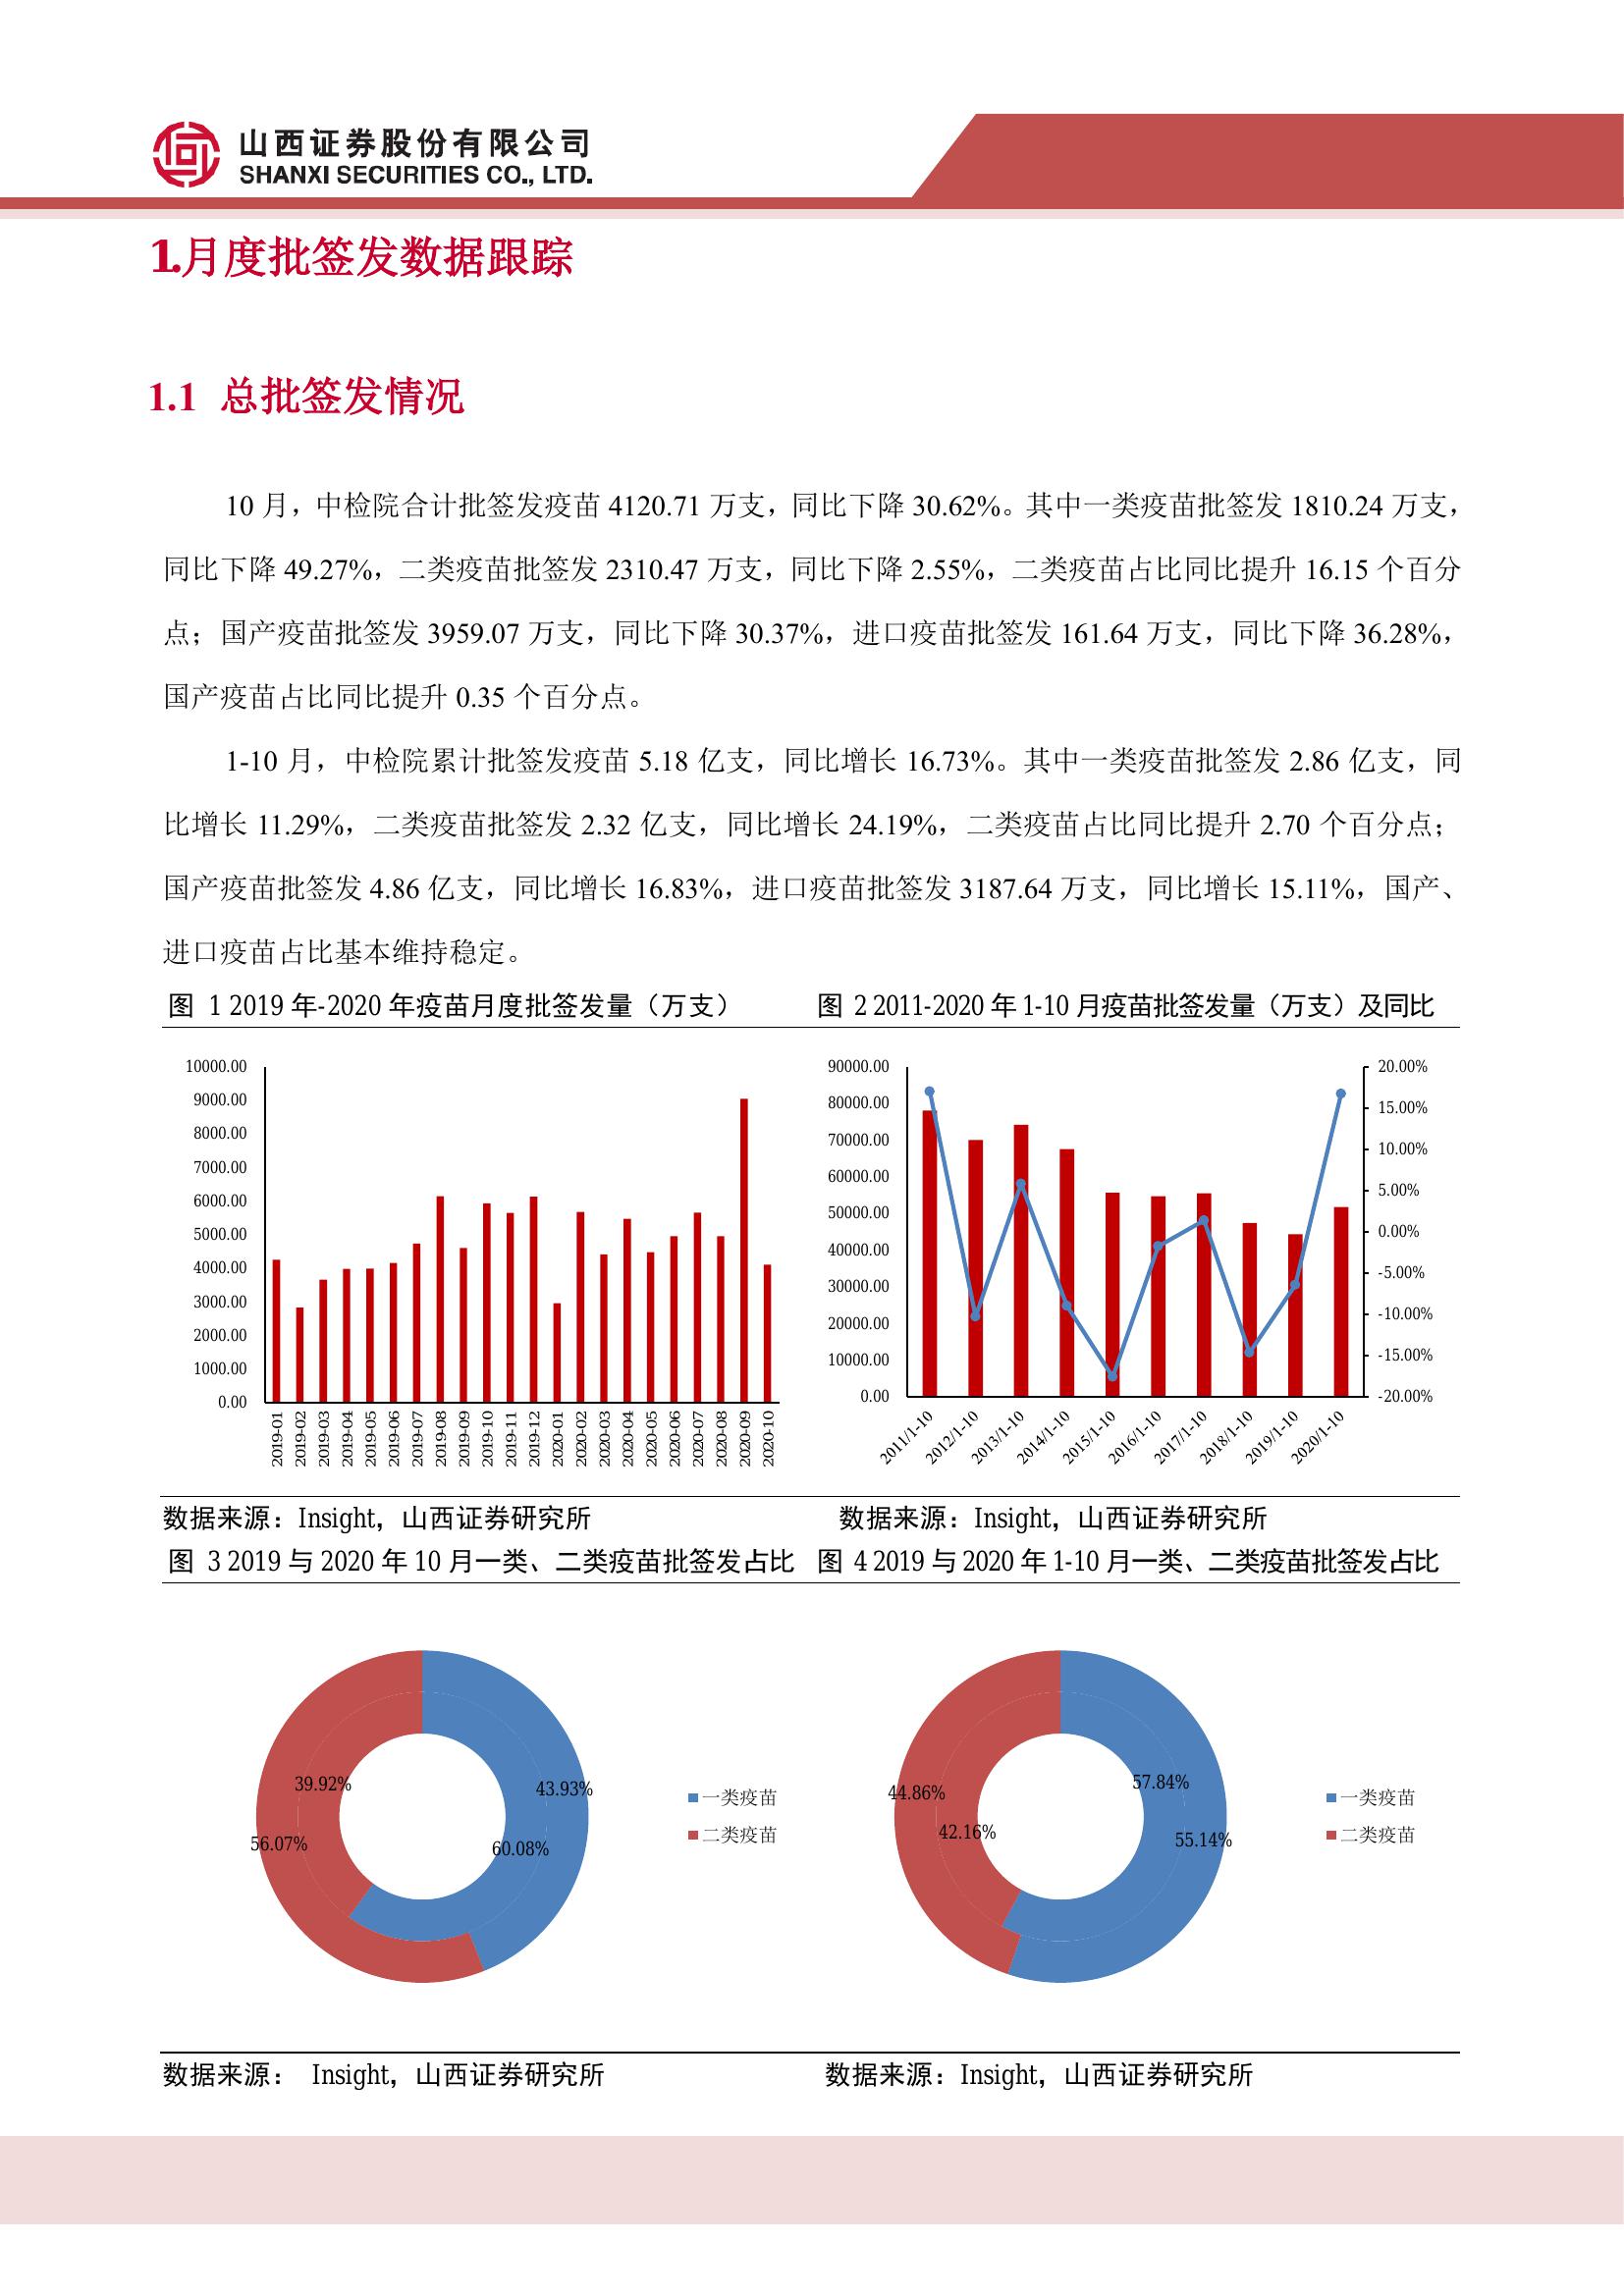 山西证券股份有限公司
SHANXI SECURITIES CO., LTD.
1.月度批签发数据跟踪
1.1 总批签发情况
10 月，中检院合计批签发疫苗 4120.71 万支，同比下降 30.62%。其中一类疫苗批签发 1810.24 万支，
同比下降 49.27%，二类疫苗批签发 2310.47 万支，同比下降 2.55%，二类疫苗占比同比提升 16.15 个百分
点；国产疫苗批签发 3959.07 万支，同比下降 30.37%，进口疫苗批签发 161.64 万支，同比下降 36.28%，
国产疫苗占比同比提升 0.35 个百分点。
1-10 月，中检院累计批签发疫苗 5.18 亿支，同比增长 16.73%。其中一类疫苗批签发 2.86 亿支，同
比增长 11.29%，二类疫苗批签发 2.32 亿支，同比增长 24.19%，二类疫苗占比同比提升 2.70 个百分点；
国产疫苗批签发 4.86 亿支，同比增长 16.83%，进口疫苗批签发 3187.64 万支，同比增长 15.11%，国产、
进口疫苗占比基本维持稳定。
图 1 2019 年-2020 年疫苗月度批签发量（万支）
10000.00
9000.00
8000.00
7000.00
6000.00
5000.00
4000.00
3000.00
2000.00
1000.00
0.00
2019-01
2019-02
2019-03
2019-04
2019-05
2019-06
2019-07
2019-08
2019-09
2019-10
2019-11
2019-12
2020-01
2020-02
2020-03
2020-04
2020-05
2020-06
2020-07
2020-08
2020-09
2020-10
图 2 2011-2020 年 1-10 月疫苗批签发量（万支）及同比
90000.00
80000.00
70000.00
60000.00
50000.00
40000.00
30000.00
20000.00
10000.00
0.00
20.00%
15.00%
10.00%
5.00%
0.00%
-5.00%
-10.00%
-15.00%
-20.00%
2011/1-10
2012/1-10
2013/1-10
2014/1-10
2015/1-10
2016/1-10
2017/1-10
2018/1-10
2019/1-10
2020/1-10
数据来源：Insight，山西证券研究所
数据来源：Insight，山西证券研究所
图 3 2019 与 2020 年 10 月一类、二类疫苗批签发占比
39.92%
43.93%
56.07%
60.08%
一类疫苗
二类疫苗
图 4 2019 与 2020 年 1-10 月一类、二类疫苗批签发占比
57.84%
44.86%
42.16%
55.14%
一类疫苗
二类疫苗
数据来源： Insight，山西证券研究所
数据来源：Insight，山西证券研究所